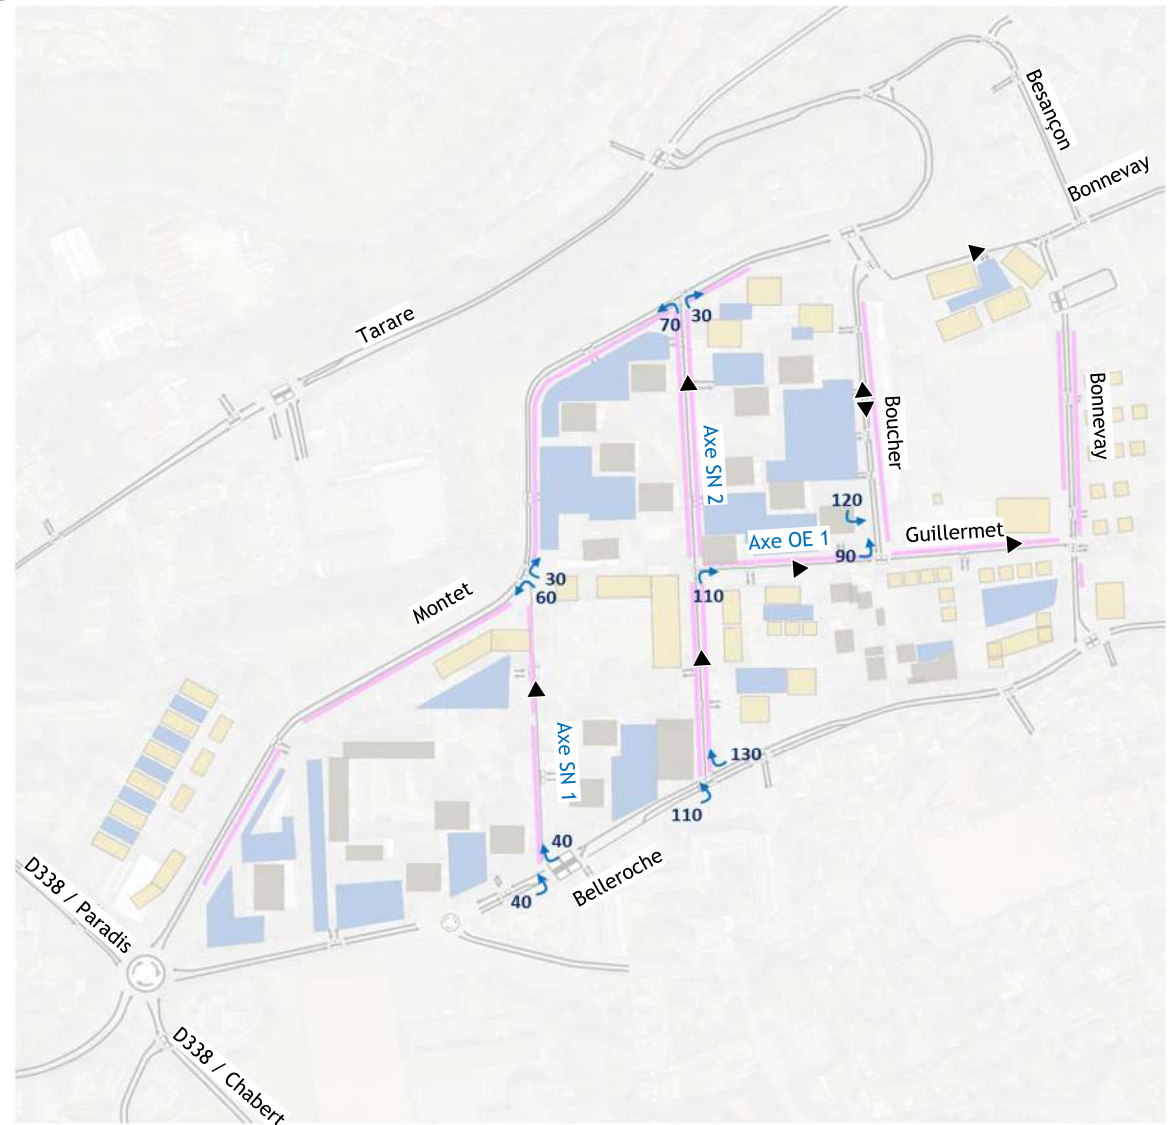 Besançon
Bonnevay
Tarare
70
30
Bonnevay
Boucher
Axe SN 2
120
Guillermet
Axe OE 1
90
30
60
110
Montet
Axe SN 1
130
110
40
Belleroche
40
D338 / Paradis
D338 / Chabert